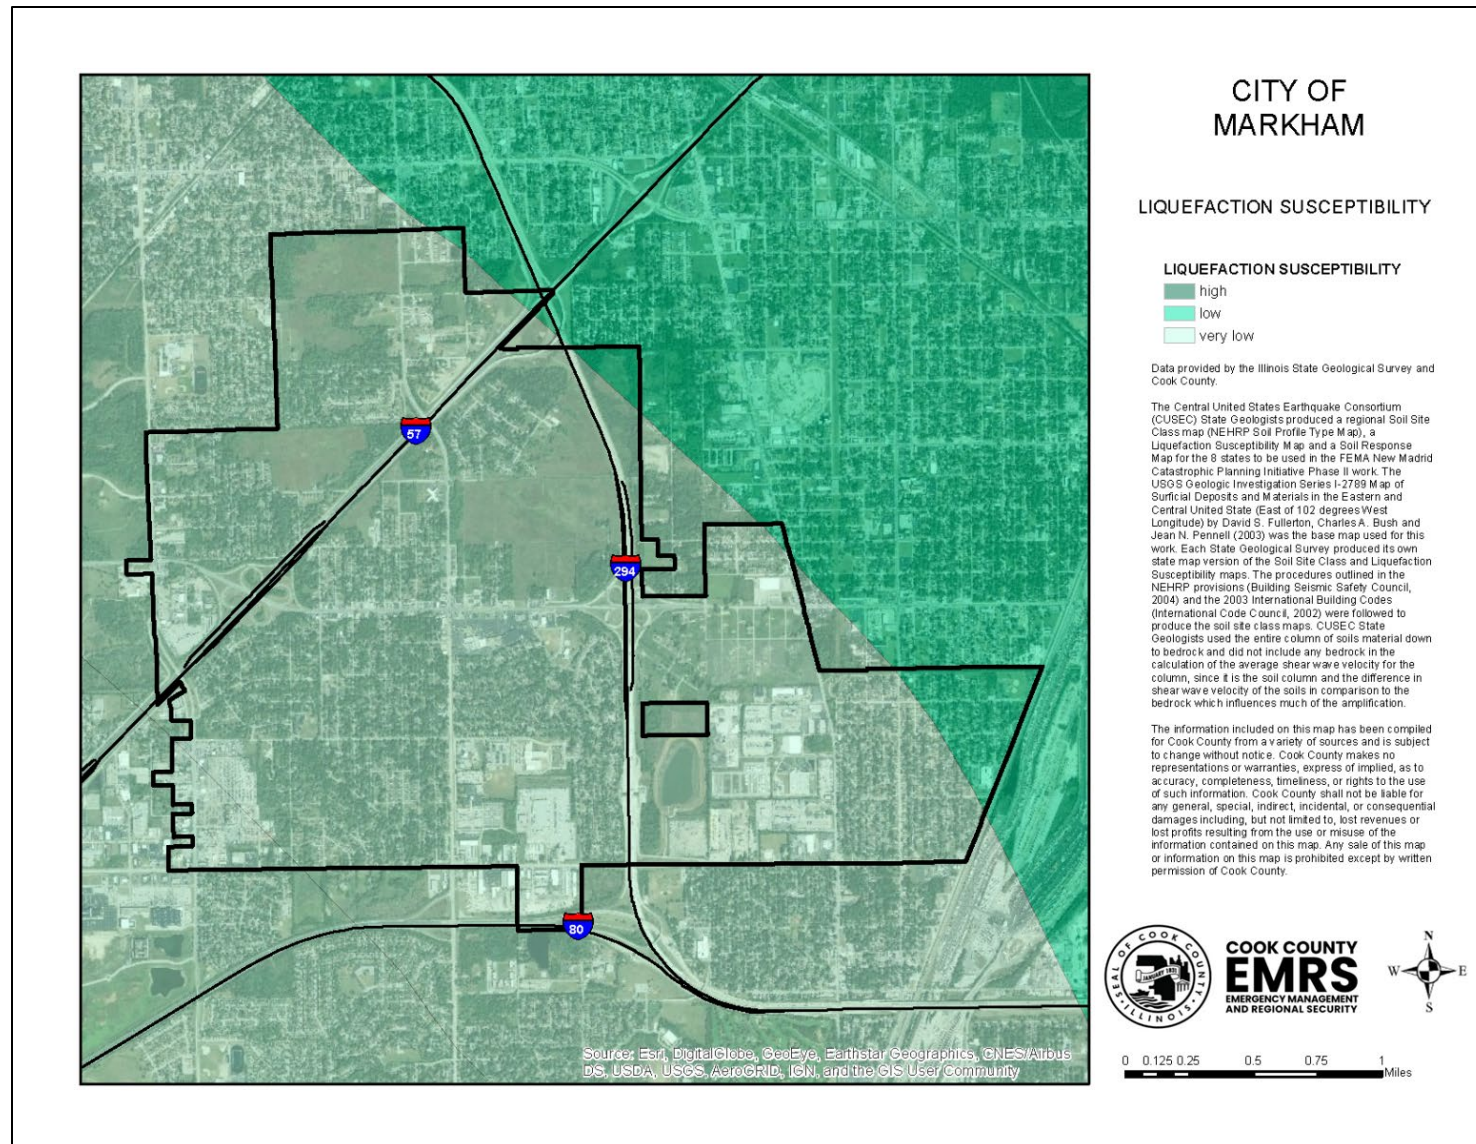 CITY OF
MARKHAM
LIQUEFACTION SUSCEPTIBILITY
LIQUEFACTION SUSCEPTIBILITY
high
low
very low
Data provided by the Illinois State Geological Survey and
Cook County.
The Central United States Earthquake Consortium
(CUSEC) State Geologists produced a regional Soil Site
Class map (NEHRP Soil Profile Type Map), a
Liquefaction Susceptibility Map and a Soil Response
Map for the 8 states to be used in the FEMA New Madrid
Catastrophic Planning Initiative Phase II work. The
USGS Geologic Investigation Series I-2789 Map of
Surficial Deposits and Materials in the Eastern and
Central United State (East of 102 degrees West
Longitude) by David S. Fullerton, Charles A. Bush and
Jean N. Pennell (2003) was the base map used for this
work. Each State Geological Survey produced its own
state map version of the Soil Site Class and Liquefaction
Susceptibility maps. The procedures outlined in the
NEHRP provisions (Building Seismic Safety Council,
2004) and the 2003 International Building Codes
(International Code Council, 2002) were followed to
produce the soil site class maps. CUSEC State
Geologists used the entire column of soils material down
to bedrock and did not include any bedrock in the
calculation of the average shear wave velocity for the
column, since it is the soil column and the difference in
shear wave velocity of the soils in comparison to the
bedrock which influences much of the amplification.
The information included on this map has been compiled
for Cook County from a variety of sources and is subject
to change without notice. Cook County makes no
representations or warranties, express of implied, as to
accuracy, completeness, timeliness, or rights to the use
of such information. Cook County shall not be liable for
any general, special, indirect, incidental, or consequential
damages including, but not limited to, lost revenues or
lost profits resulting from the use or misuse of the
information contained on this map. Any sale of this map
or information on this map is prohibited except by written
permission of Cook County.
57
294
80
Source: Esri, DigitalGlobe, GeoEye, Earthstar Geographics, CNES/Airbus
DS, USDA, USGS, AeroGRID, IGN, and the GIS User Community
SEAL OF COOK COUNTY
JANUARY 1831
ILLINOIS
COOK COUNTY
EMRS
EMERGENCY MANAGEMENT
AND REGIONAL SECURITY
N
W E
S
0 0.125 0.25 0.5 0.75 1
Miles